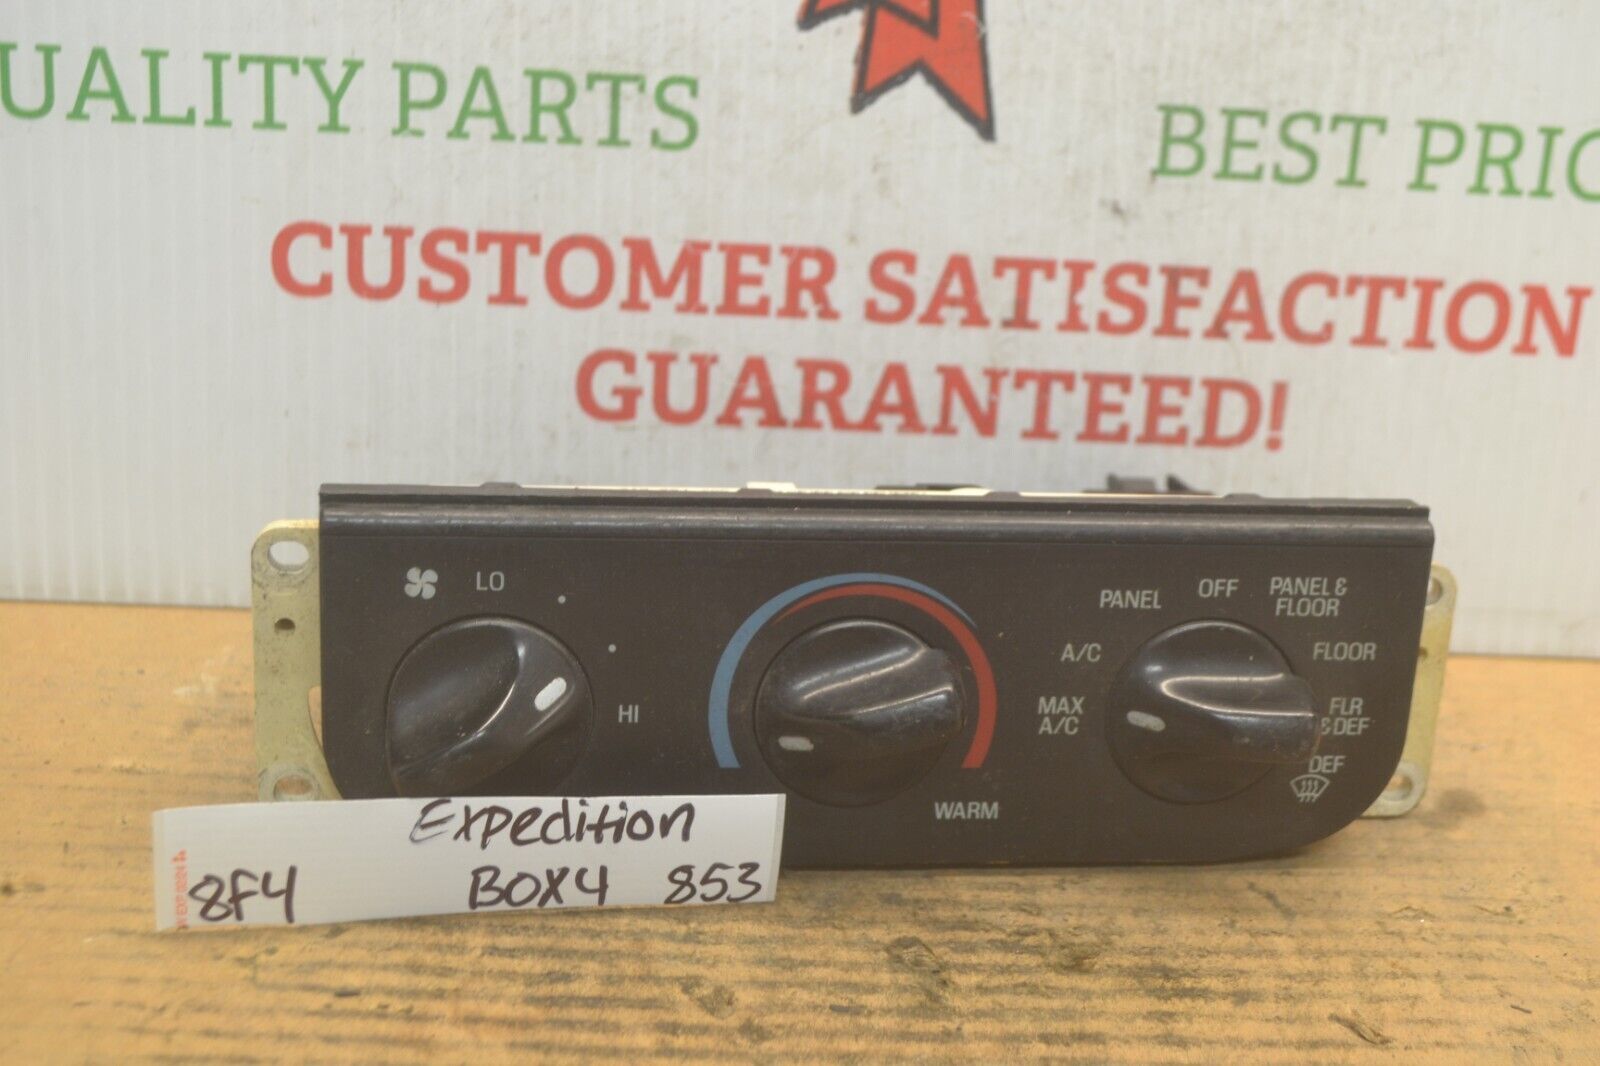 UALITY PARTS
BEST PRIC
CUSTOMER SATISFACTION
GUARANTEED!
LO
HI
WARM
PANEL
OFF
PANEL &
FLOOR
A/C
FLOOR
MAX
A/C
FLR
&DEF
DEF
Expedition
8F4 BOX4 853